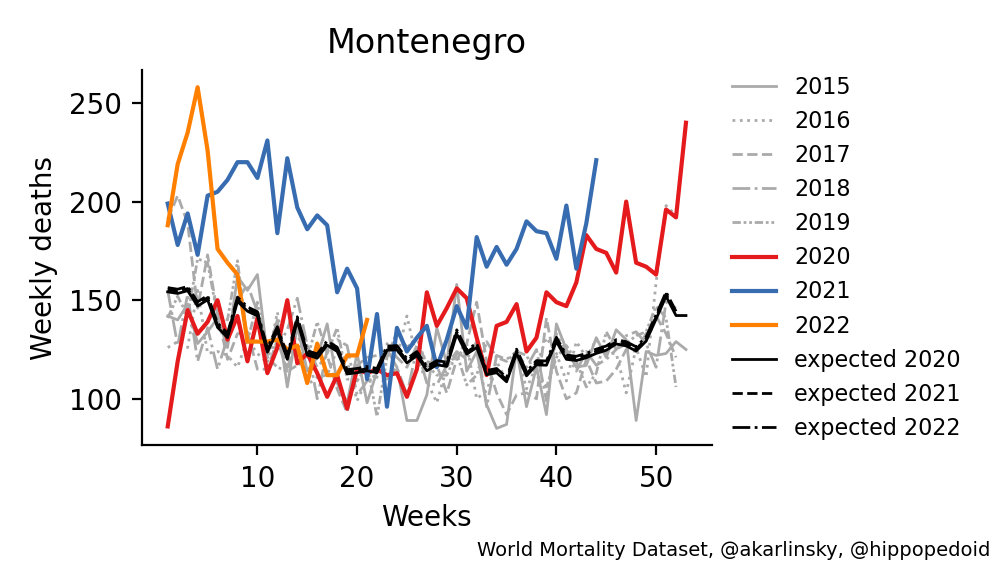 Montenegro
Weekly deaths
250
200
150
100
10 20 30 40 50
Weeks
2015
2016
2017
2018
2019
2020
2021
2022
expected 2020
expected 2021
expected 2022
World Mortality Dataset, @akarlinsky, @hippopedoid